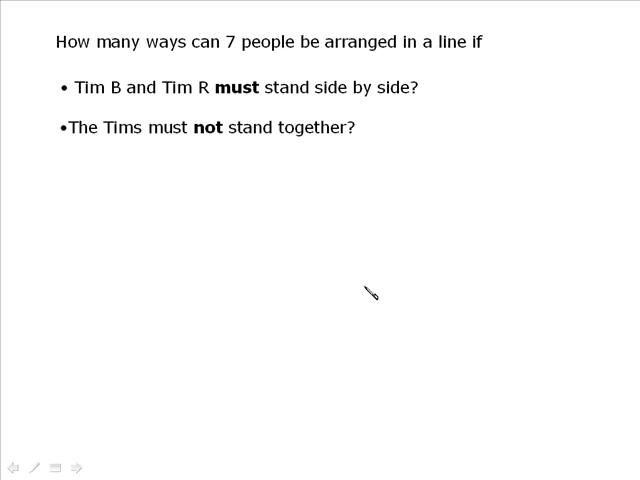 How many ways can 7 people be arranged in a line if
• Tim B and Tim R must stand side by side?
•The Tims must not stand together?